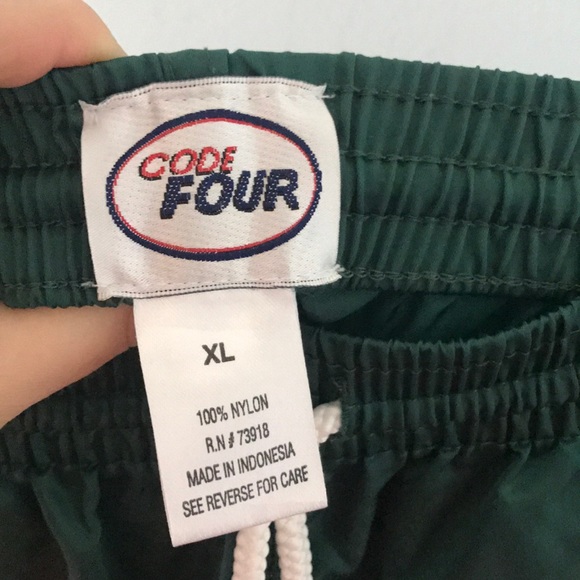 CODE
FOUR
XL
100% NYLON
R.N # 73918
MADE IN INDONESIA
SEE REVERSE FOR CARE